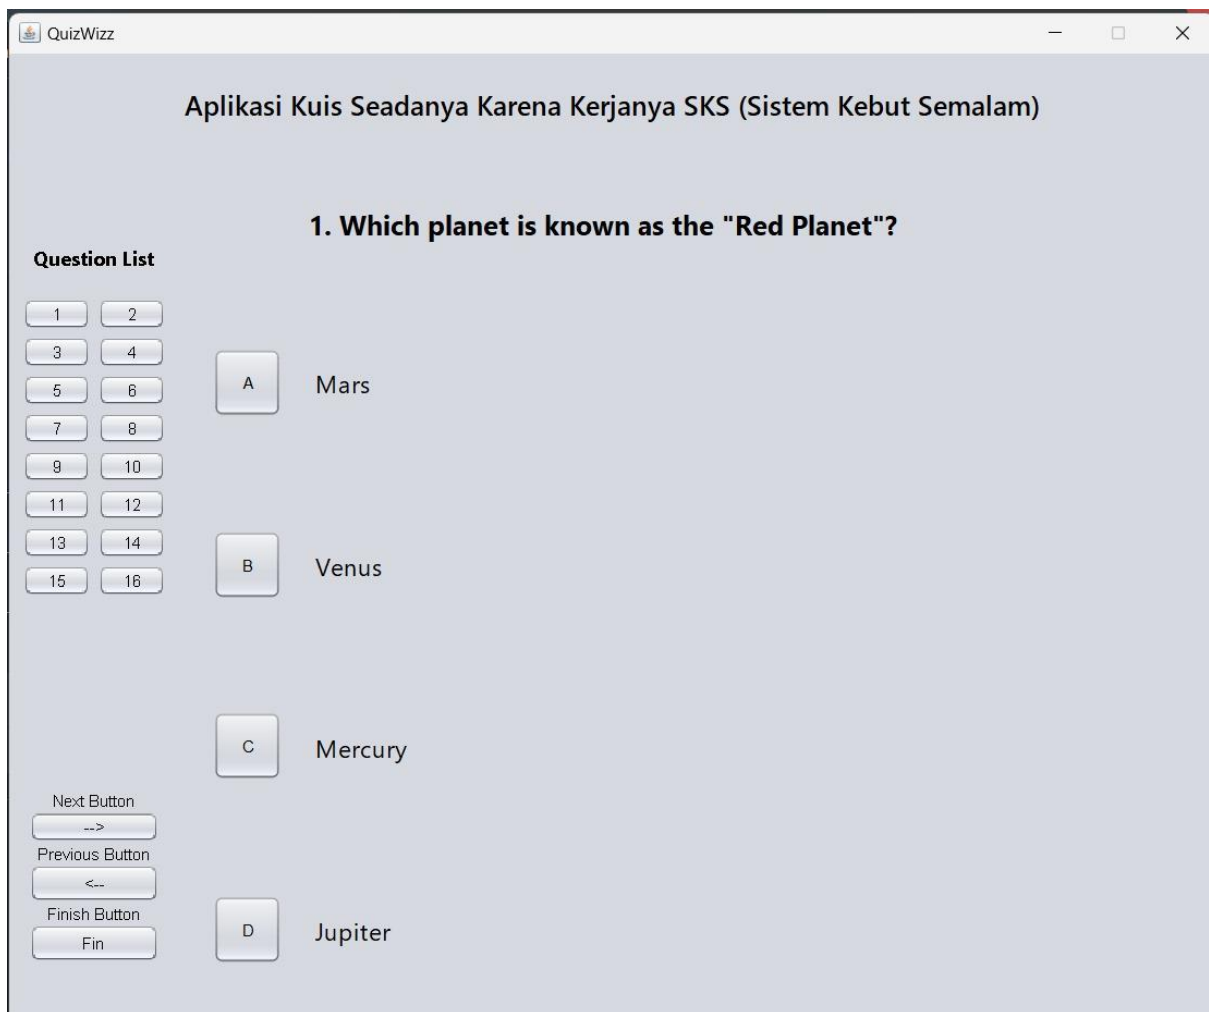 QuizWizz
Aplikasi Kuis Seadanya Karena Kerjanya SKS (Sistem Kebut Semalam)
1. Which planet is known as the "Red Planet"?
Question List
1 2
3 4
5 6
7 8
9 10
11 12
13 14
15 16
A Mars
B Venus
C Mercury
D Jupiter
Next Button
-->
Previous Button
<--
Finish Button
Fin